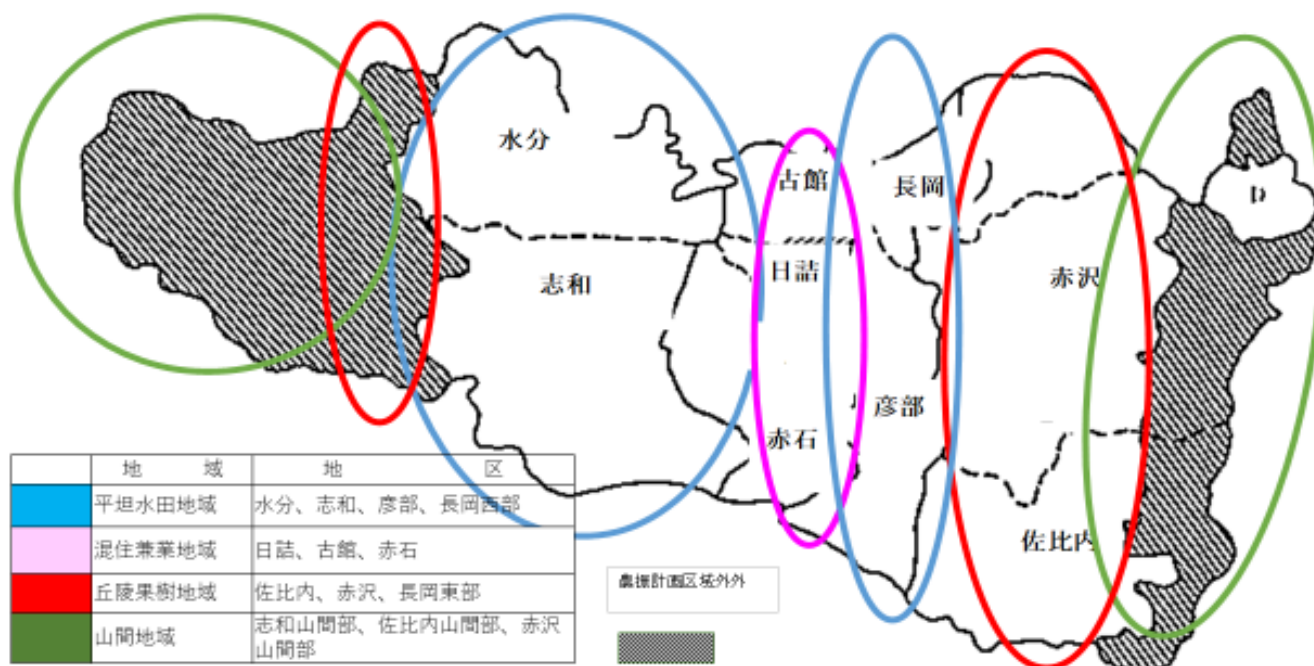 水分
古館
長岡
D
日詰
赤沢
志和
彦部
赤石
佐比内
地 域 地 区
平坦水田地域 水分、志和、彦部、長岡西部
混住兼業地域 日詰、古館、赤石
丘陵果樹地域 佐比内、赤沢、長岡東部
山間地域 志和山間部、佐比内山間部、赤沢
山間部
農振計画区域外外